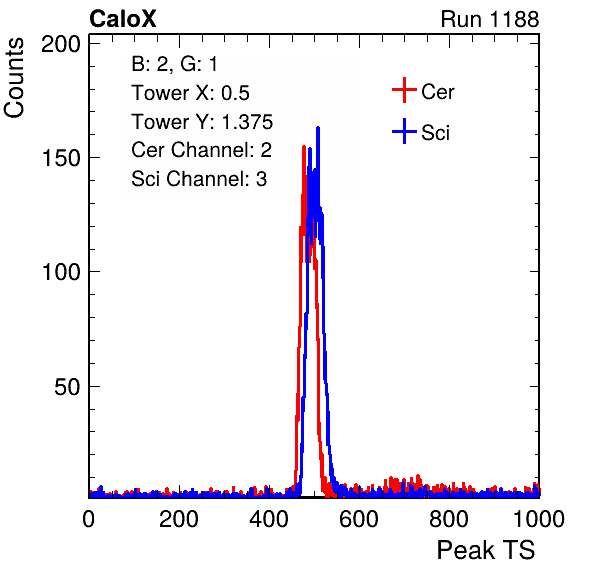 CaloX
Run 1188
Counts
200
150
100
50
B: 2, G: 1
Tower X: 0.5
Tower Y: 1.375
Cer Channel: 2
Sci Channel: 3
Cer
Sci
0 200 400 600 800 1000
Peak TS